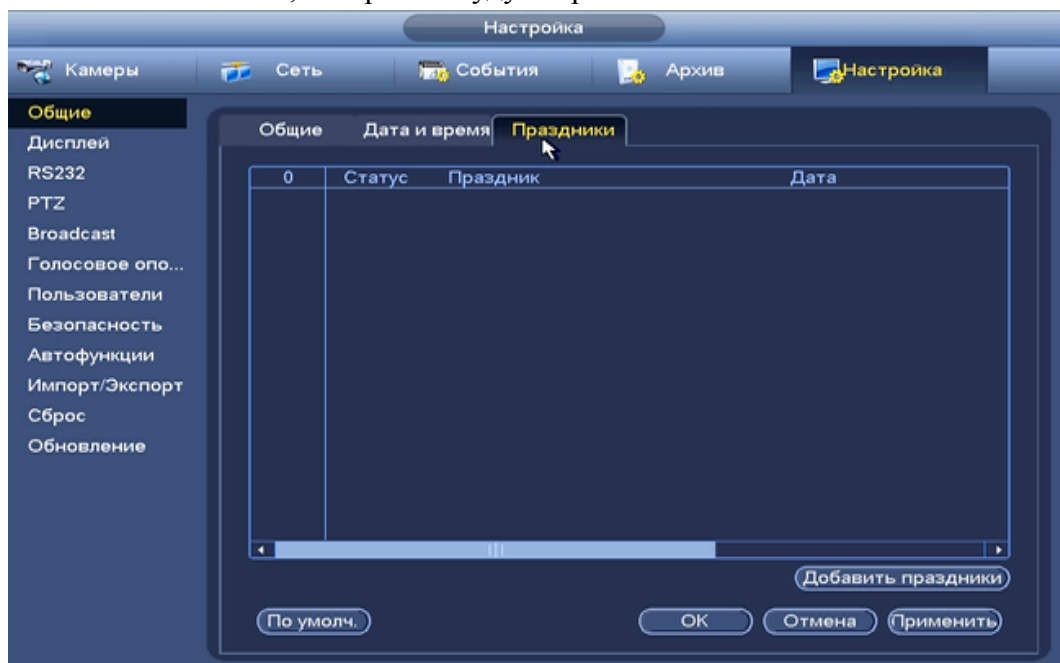 Настройка
Камеры Сеть События Архив Настройка
Общие
Дисплей
RS232
PTZ
Broadcast
Голосовое опо...
Пользователи
Безопасность
Автофункции
Импорт/Экспорт
Сброс
Обновление
Общие Дата и время Праздники
0 Статус Праздник Дата
Добавить праздники
По умолч. OK Отмена Применить